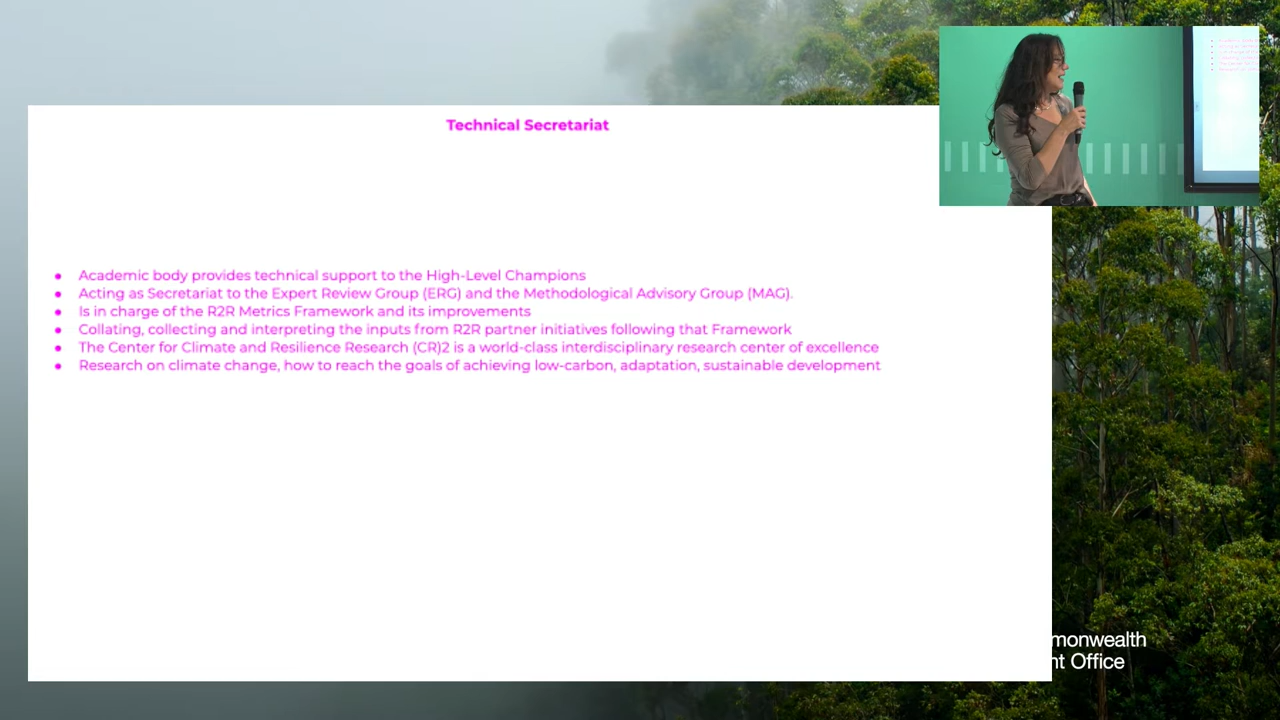 Technical Secretariat
● Academic body provides technical support to the High-Level Champions
● Acting as Secretariat to the Expert Review Group (ERG) and the Methodological Advisory Group (MAG).
● Is in charge of the R2R Metrics Framework and its improvements
● Collating, collecting and interpreting the inputs from R2R partner initiatives following that Framework
● The Center for Climate and Resilience Research (CR)2 is a world-class interdisciplinary research center of excellence
● Research on climate change, how to reach the goals of achieving low-carbon, adaptation, sustainable development
monwealth
nt Office